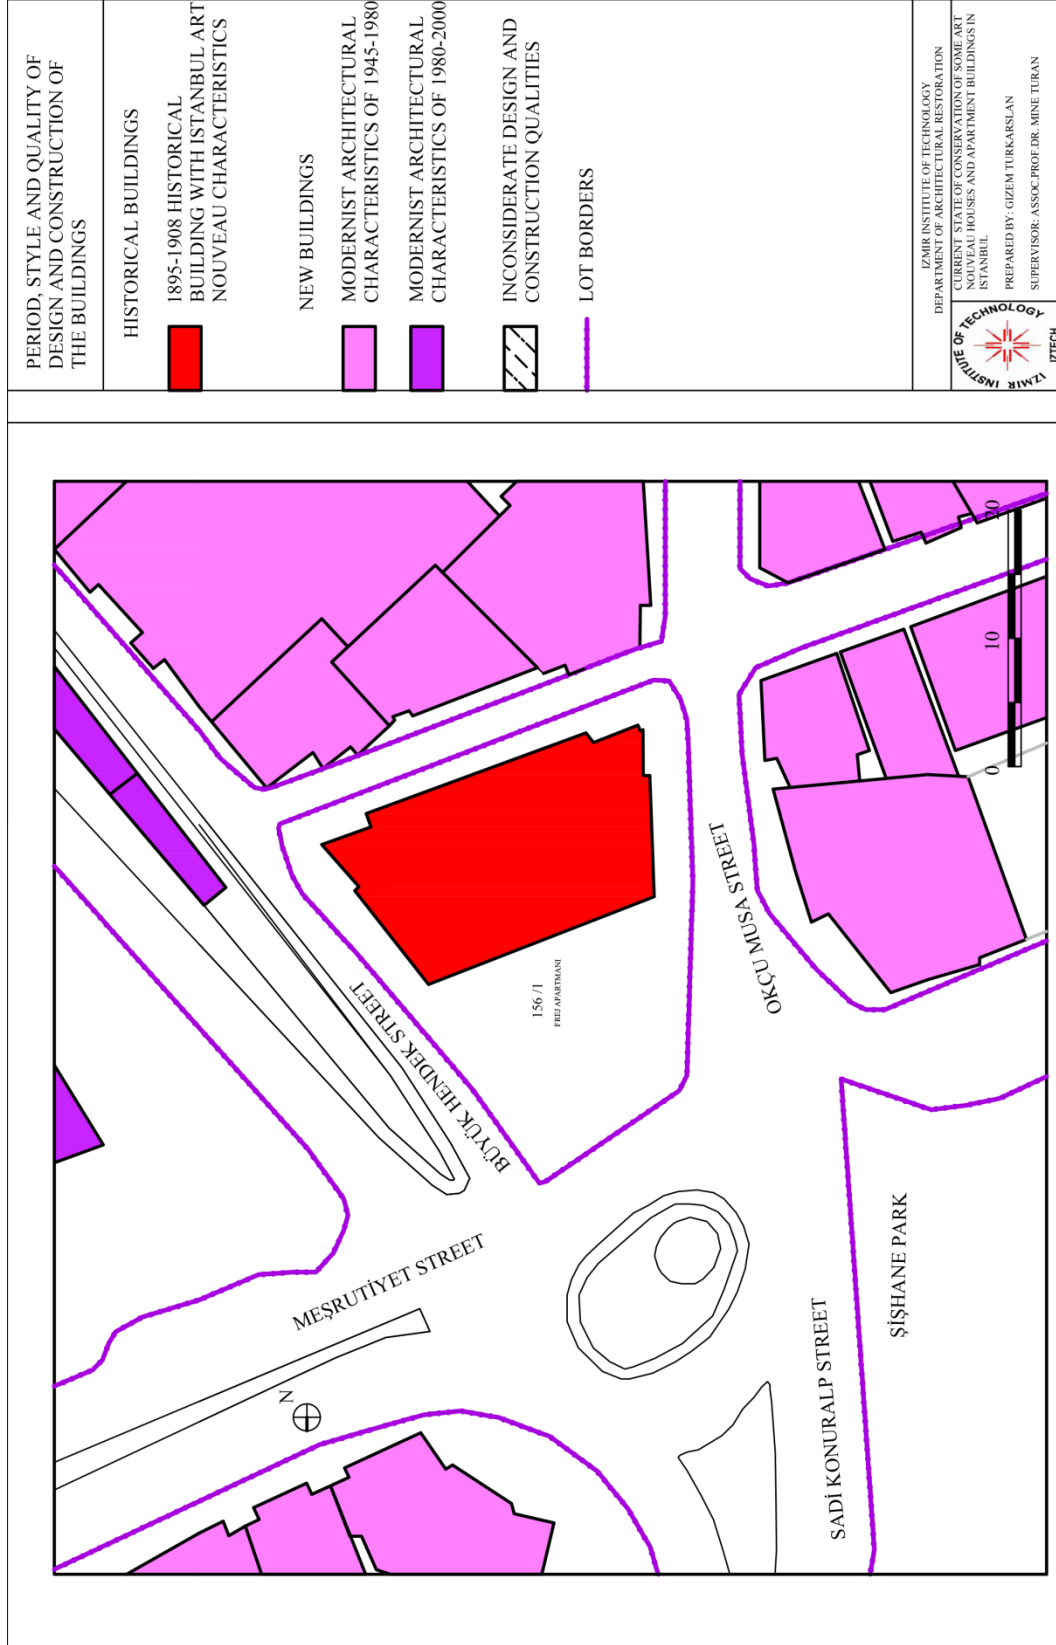 PERIOD, STYLE AND QUALITY OF
DESIGN AND CONSTRUCTION OF
THE BUILDINGS
HISTORICAL BUILDINGS
1895-1908 HISTORICAL
BUILDING WITH ISTANBUL ART
NOUVEAU CHARACTERISTICS
NEW BUILDINGS
MODERNIST ARCHITECTURAL
CHARACTERISTICS OF 1945-1980
MODERNIST ARCHITECTURAL
CHARACTERISTICS OF 1980-2000
INCONSIDERATE DESIGN AND
CONSTRUCTION QUALITIES
LOT BORDERS
IZMIR INSTITUTE OF TECHNOLOGY
DEPARTMENT OF ARCHITECTURAL RESTORATION
CURRENT STATE OF CONSERVATION OF SOME ART
NOUVEAU HOUSES AND APARTMENT BUILDINGS IN
ISTANBUL
PREPARED BY: GIZEM TURKARSLAN
SUPERVISOR: ASSOC.PROF.DR. MINE TURAN
IZMIR INSTITUTE OF TECHNOLOGY
IZTECH
N
MEŞRUTİYET STREET
BÜYÜK HENDEK STREET
156 /1
FREJ APARTMANI
OKÇU MUSA STREET
SADİ KONURALP STREET
ŞİŞHANE PARK
0
10
20